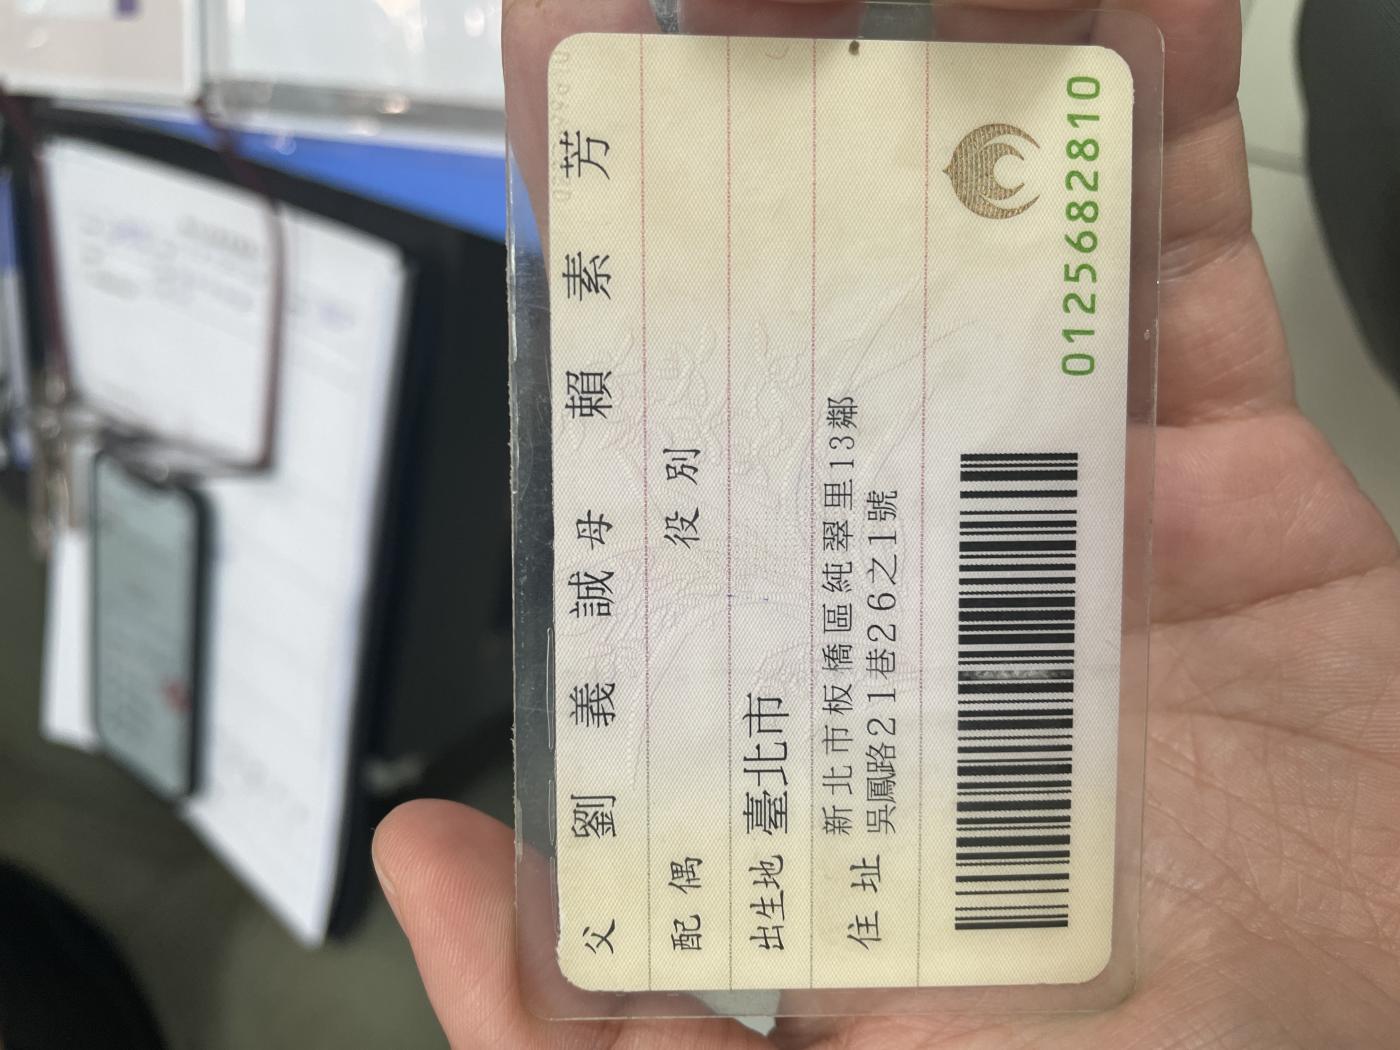 父 劉義誠 母 賴素芳
配偶 役別
出生地 臺北市
住址 新北市板橋區純翠里13鄰
吳鳳路21巷26之1號
0125682810